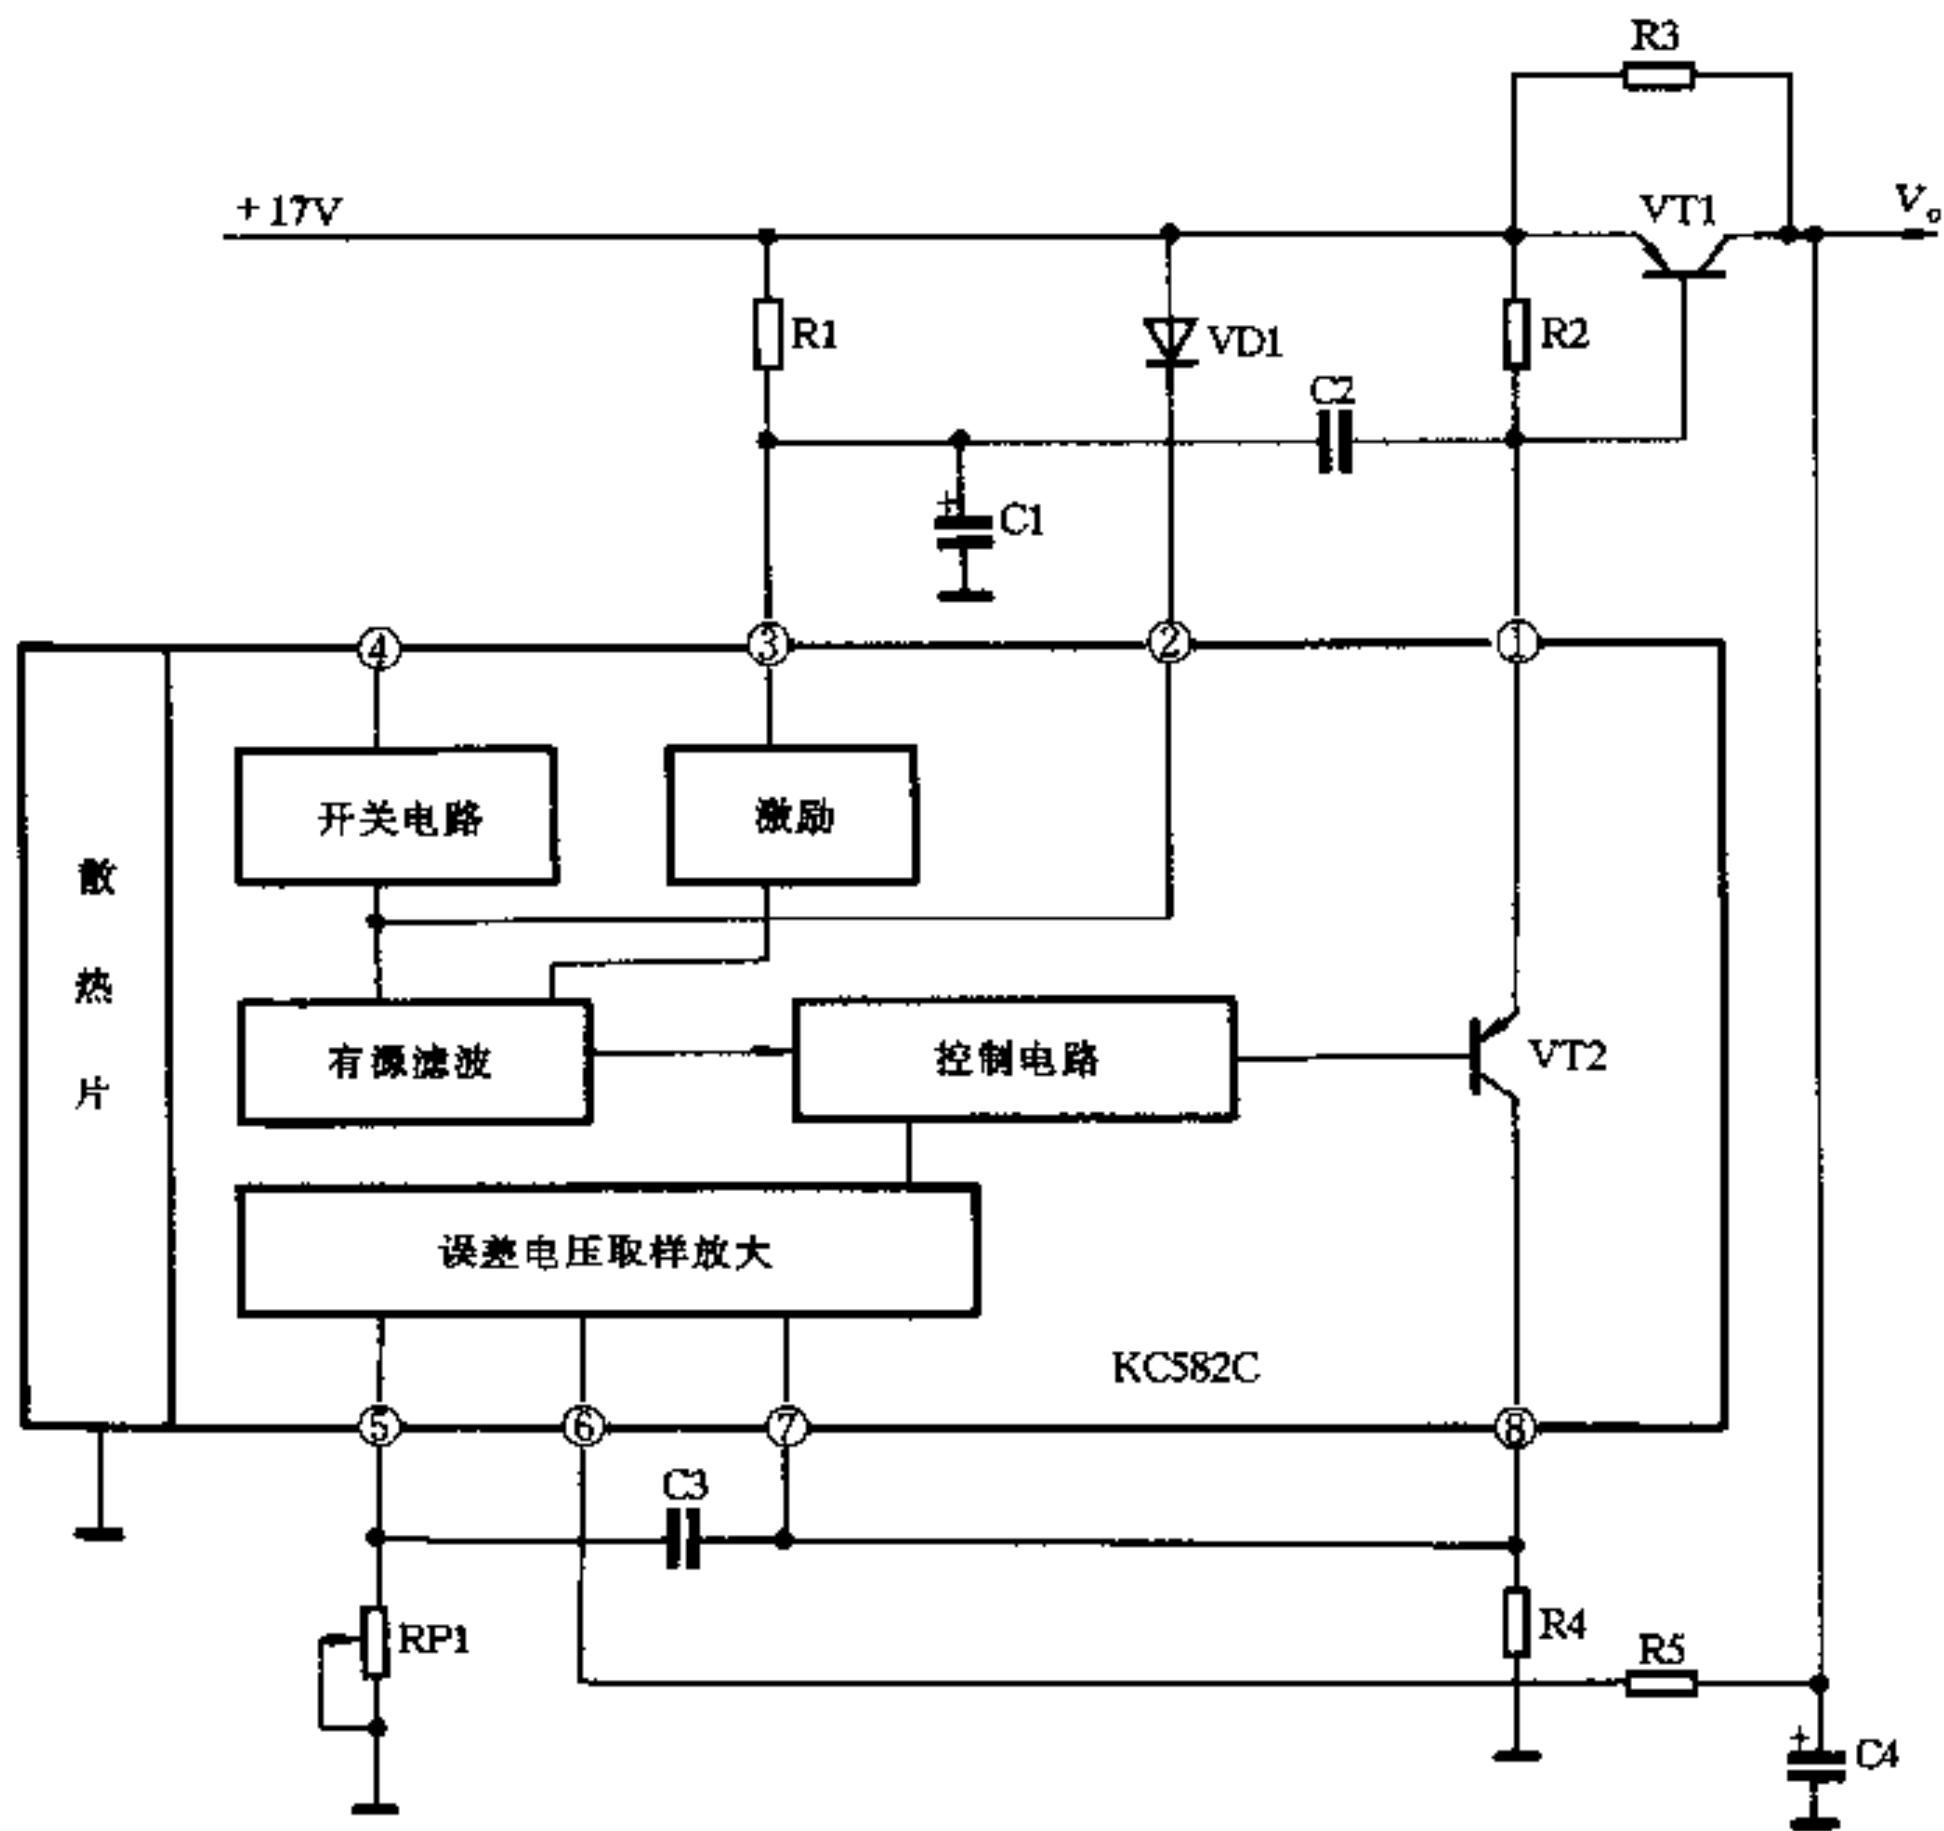 R3
+17V
VT1
Vo
R1
VD1
R2
C2
+
C1
④
③
②
①
开关电路
激励
散热片
有源滤波
控制电路
VT2
误差电压取样放大
KC582C
⑤
⑥
⑦
⑧
C3
RP1
R4
R5
+
C4